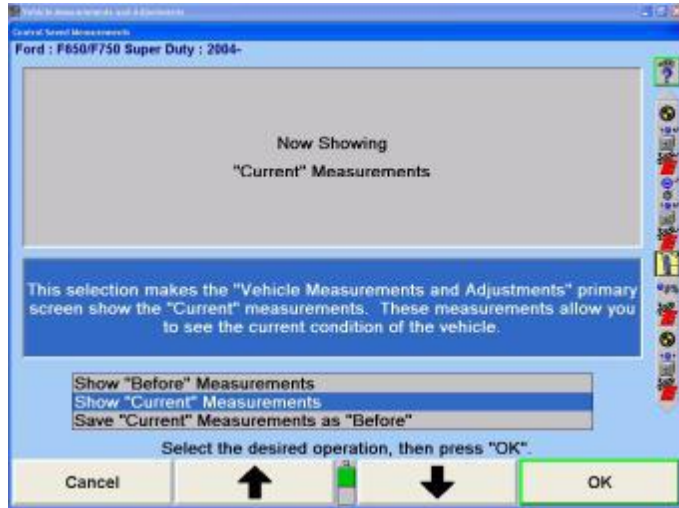 Vehicle Measurements and Adjustments
Control Saved Measurements
Ford : F650/F750 Super Duty : 2004-
Now Showing
"Current" Measurements
This selection makes the "Vehicle Measurements and Adjustments" primary
screen show the "Current" measurements. These measurements allow you
to see the current condition of the vehicle.
Show "Before" Measurements
Show "Current" Measurements
Save "Current" Measurements as "Before"
Select the desired operation, then press "OK".
Cancel
OK